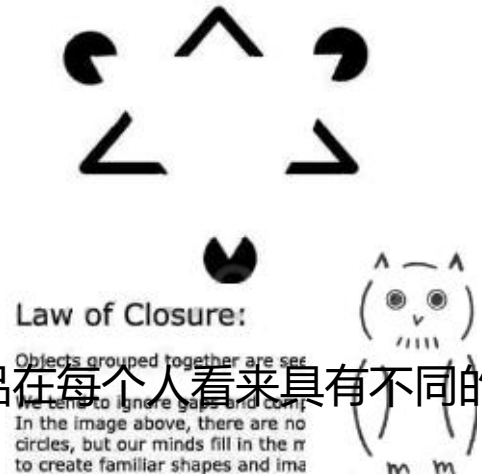 Law of Closure:
Objects grouped together are see
品在每个人看来具有不同的
We tend to ignore gaps and comp
In the image above, there are no
circles, but our minds fill in the m
to create familiar shapes and ima